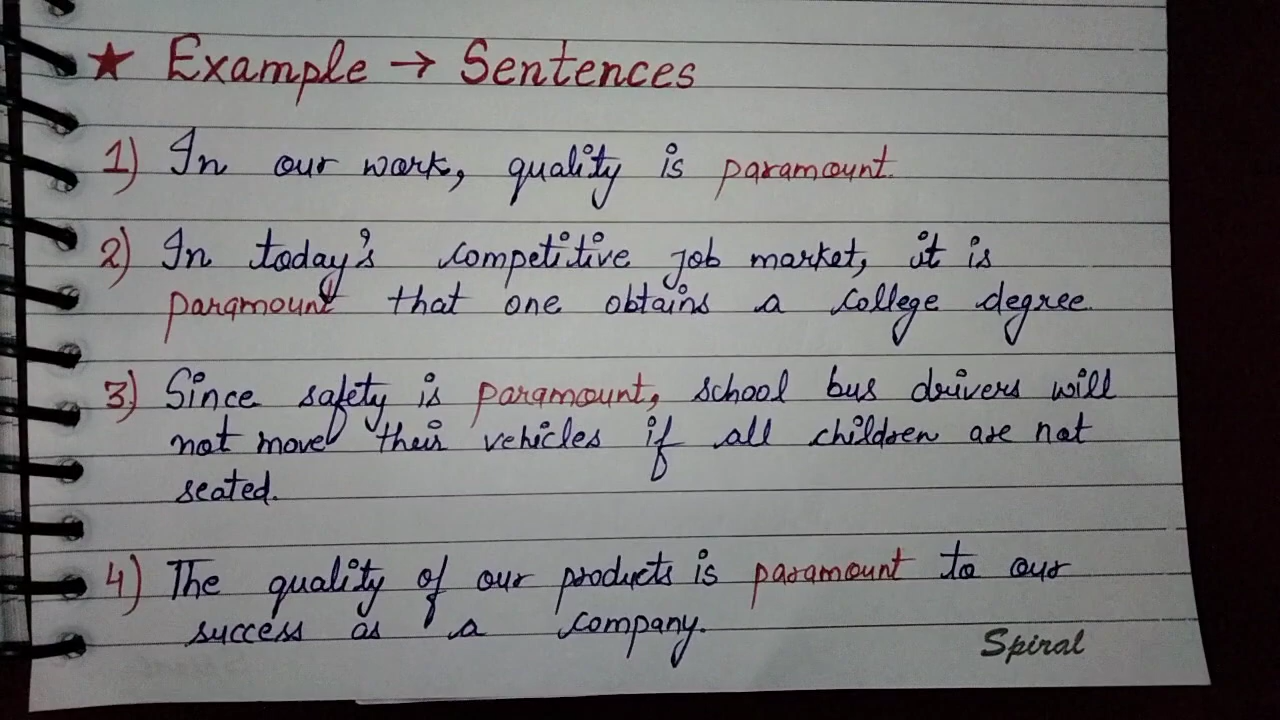 ★ Example → Sentences
1) In our work, quality is paramount.
2) In today's competitive job market, it is
paramount that one obtains a college degree.
3) Since safety is paramount, school bus drivers will
not move their vehicles if all children are not
seated.
4) The quality of our products is paramount to our
success as a company.
Spiral